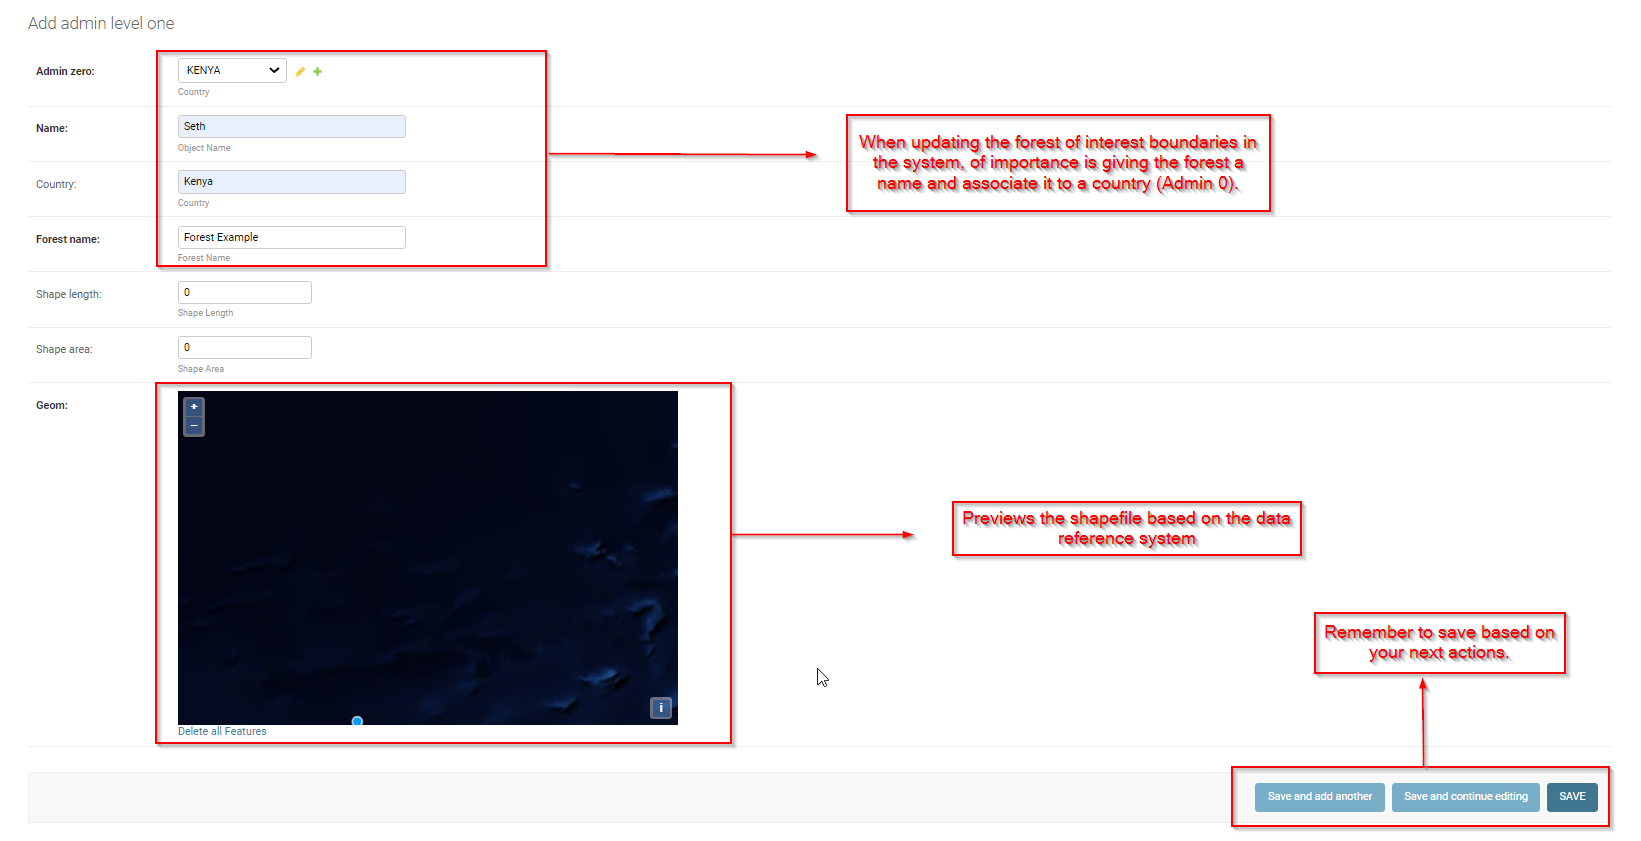 Add admin level one
Admin zero:
KENYA
Country
Name:
Seth
Object Name
Country:
Kenya
Country
Forest name:
Forest Example
Forest Name
When updating the forest of interest boundaries in
the system, of importance is giving the forest a
name and associate it to a country (Admin 0).
Shape length:
0
Shape Length
Shape area:
0
Shape Area
Geom:
+
–
i
Delete all Features
Previews the shapefile based on the data
reference system
Remember to save based on
your next actions.
Save and add another
Save and continue editing
SAVE